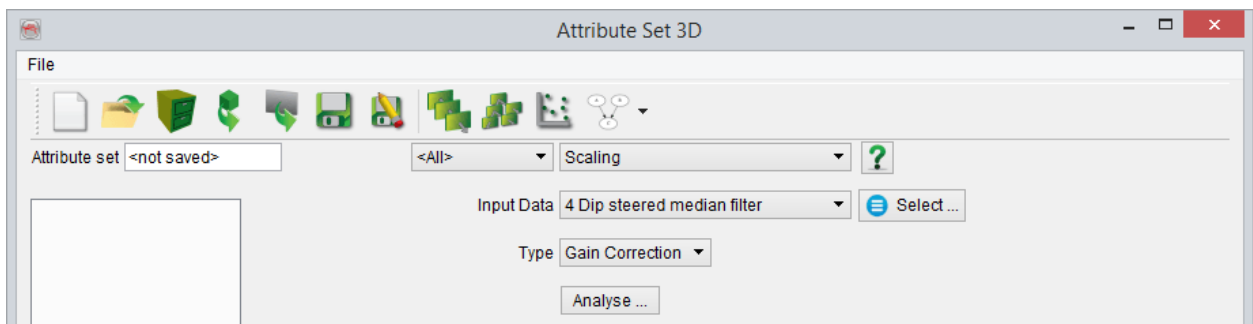 Attribute Set 3D
File
Attribute set <not saved> <All> Scaling ?
Input Data 4 Dip steered median filter Select ...
Type Gain Correction
Analyse ...